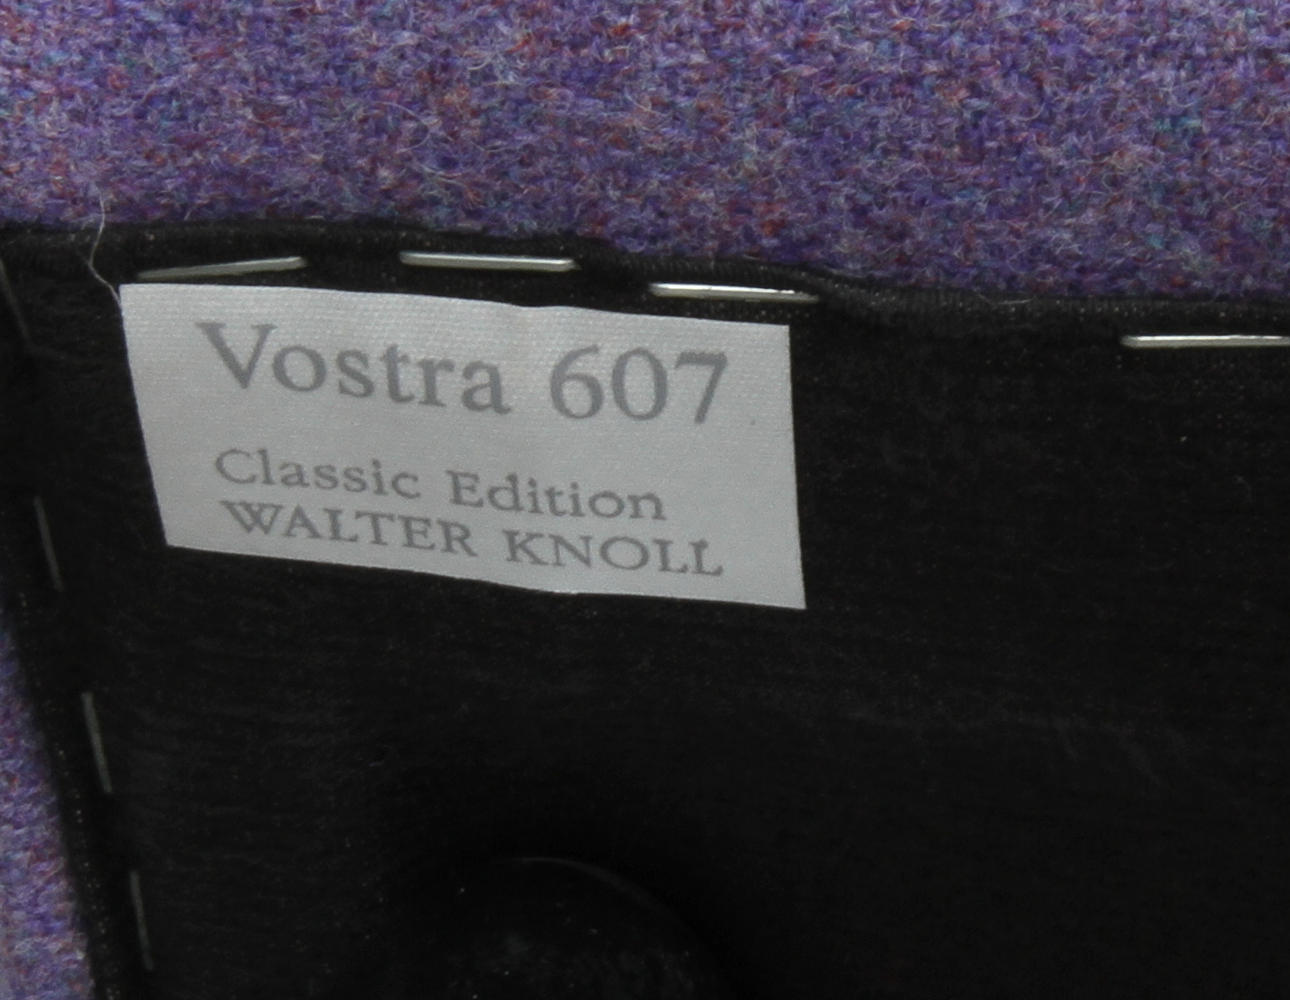 Vostra 607
Classic Edition
WALTER KNOLL